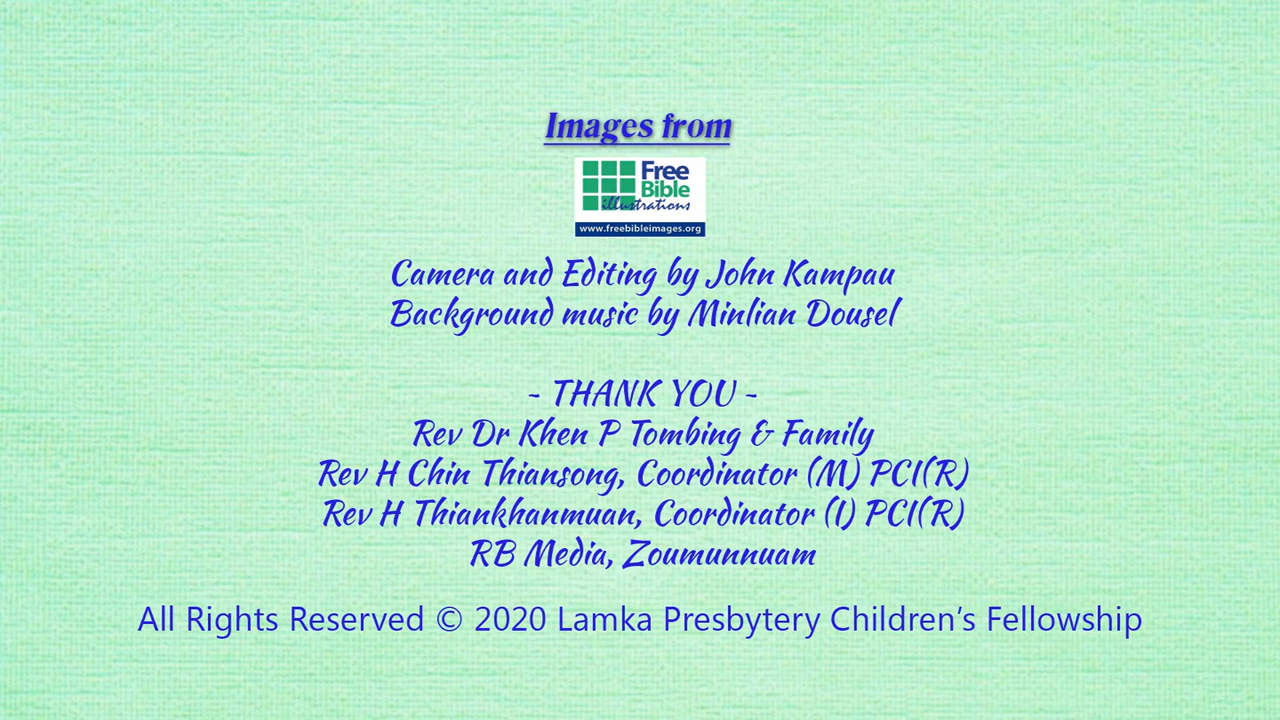 Images from
Free
Bible
illustrations
www.freebibleimages.org
Camera and Editing by John Kampau
Background music by Minlian Dousel
~ THANK YOU ~
Rev Dr Khen P Tombing & Family
Rev H Chin Thiansong, Coordinator (M) PCI(R)
Rev H Thiankhanmuan, Coordinator (I) PCI(R)
RB Media, Zoumunnuam
All Rights Reserved © 2020 Lamka Presbytery Children’s Fellowship